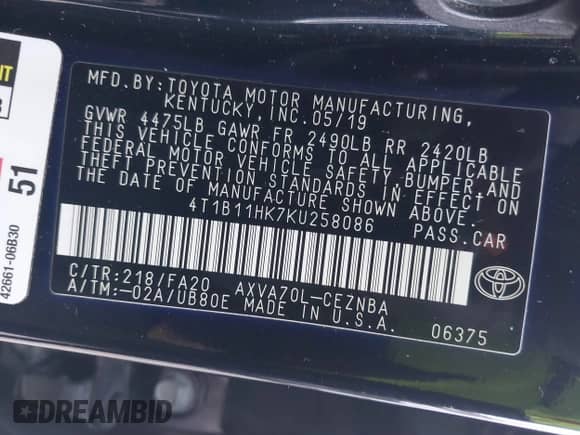 MFD.BY:TOYOTA MOTOR MANUFACTURING,
KENTUCKY,INC.05/19
GVWR 4475LB GAWR FR 2490LB RR 2420LB
THIS VEHICLE CONFORMS TO ALL APPLICABLE
FEDERAL MOTOR VEHICLE SAFETY,BUMPER AND
THEFT PREVENTION STANDARDS IN EFFECT ON
THE DATE OF MANUFACTURE SHOWN ABOVE.
4T1B11HK7KU258086 PASS.CAR
C/TR:218/FA20 AXVA70L-CEZNBA
A/TM:-02A/UB80E MADE IN U.S.A. 06375
51
42661-06B30
DREAMBID